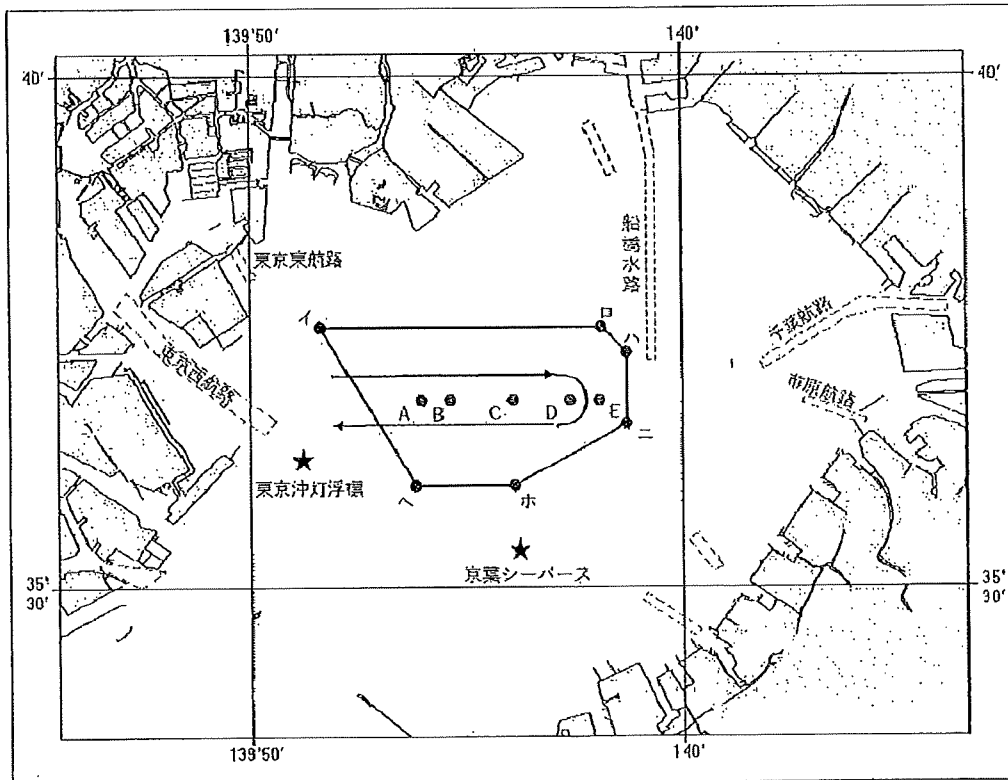 139°50'
140'
40'
40'
船橋水路
東京東航路
千葉航路
東京西航路
市原航路
イ
ロ
ハ
A B C D E
ニ
ヘ
ホ
東京沖灯浮標
京葉シーバース
35°
30'
35°
30'
139°50'
140'